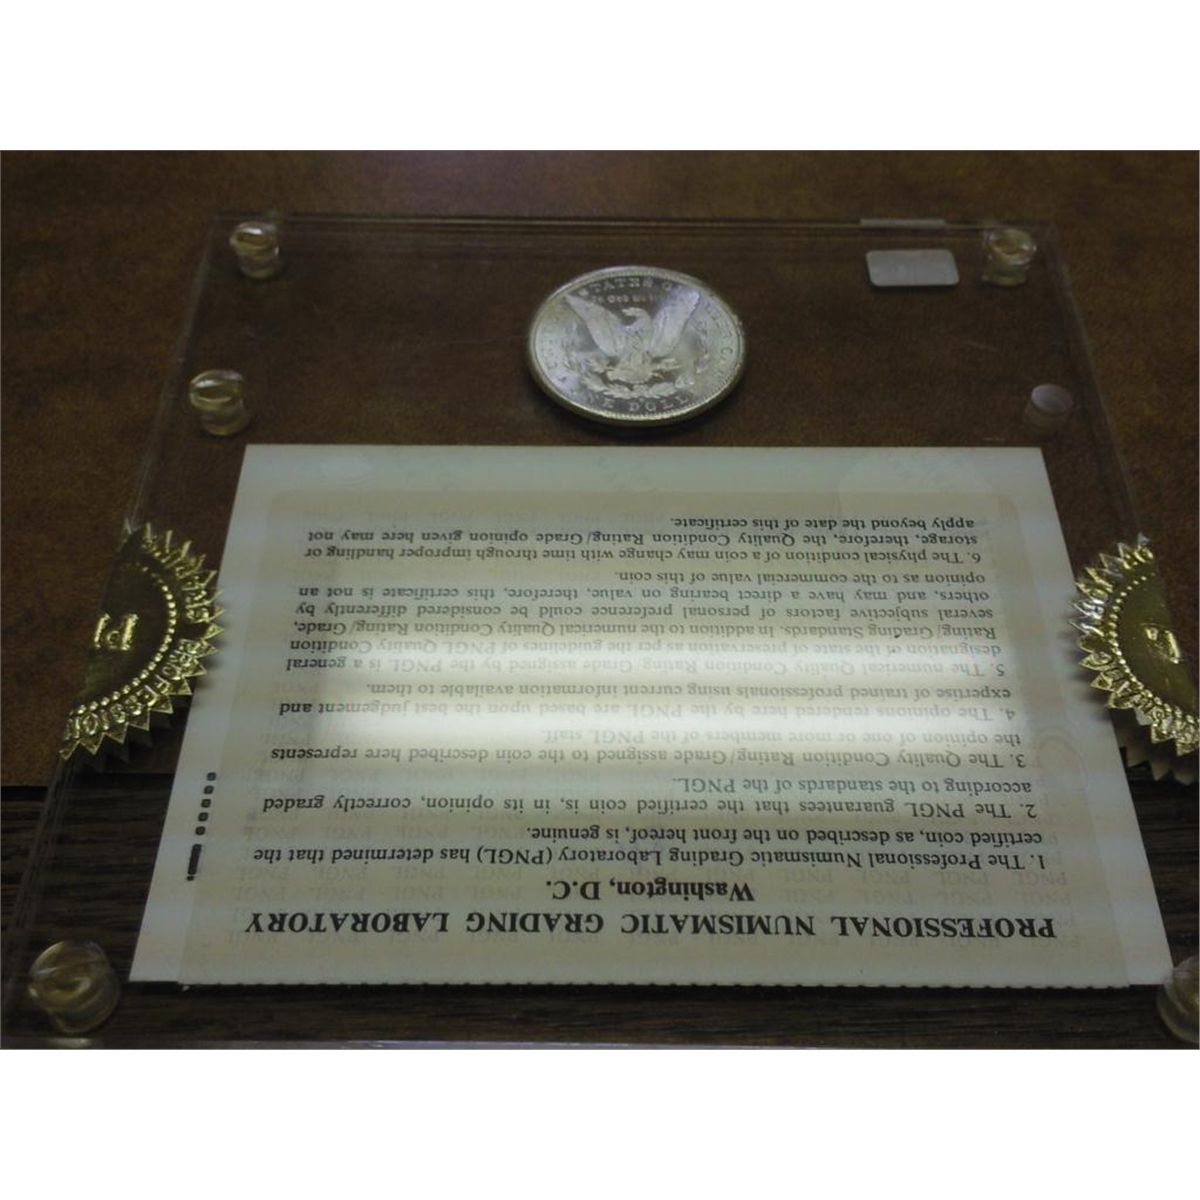 STATES O
IN GOD WE
UNI
ICA
NE DOLL
PROFESSIONAL NUMISMATIC GRADING LABORATORY
Washington, D.C.
1. The Professional Numismatic Grading Laboratory (PNGL) has determined that the
certified coin, as described on the front hereof, is genuine.
2. The PNGL guarantees that the certified coin is, in its opinion, correctly graded
according to the standards of the PNGL.
3. The Quality Condition Rating/Grade assigned to the coin described here represents
the opinion of one or more members of the PNGL staff.
4. The opinions rendered here by the PNGL are based upon the best judgement and
expertise of trained professionals using current information available to them.
5. The numerical Quality Condition Rating/Grade assigned by the PNGL is a general
designation of the state of preservation as per the guidelines of PNGL Quality Condition
Rating/Grading Standards. In addition to the numerical Quality Condition Rating/Grade,
several subjective factors of personal preference could be considered differently by
others, and may have a direct bearing on value, therefore, this certificate is not an
opinion as to the commercial value of this coin.
6. The physical condition of a coin may change with time through improper handling or
storage, therefore, the Quality Condition Rating/Grade opinion given here may not
apply beyond the date of this certificate.